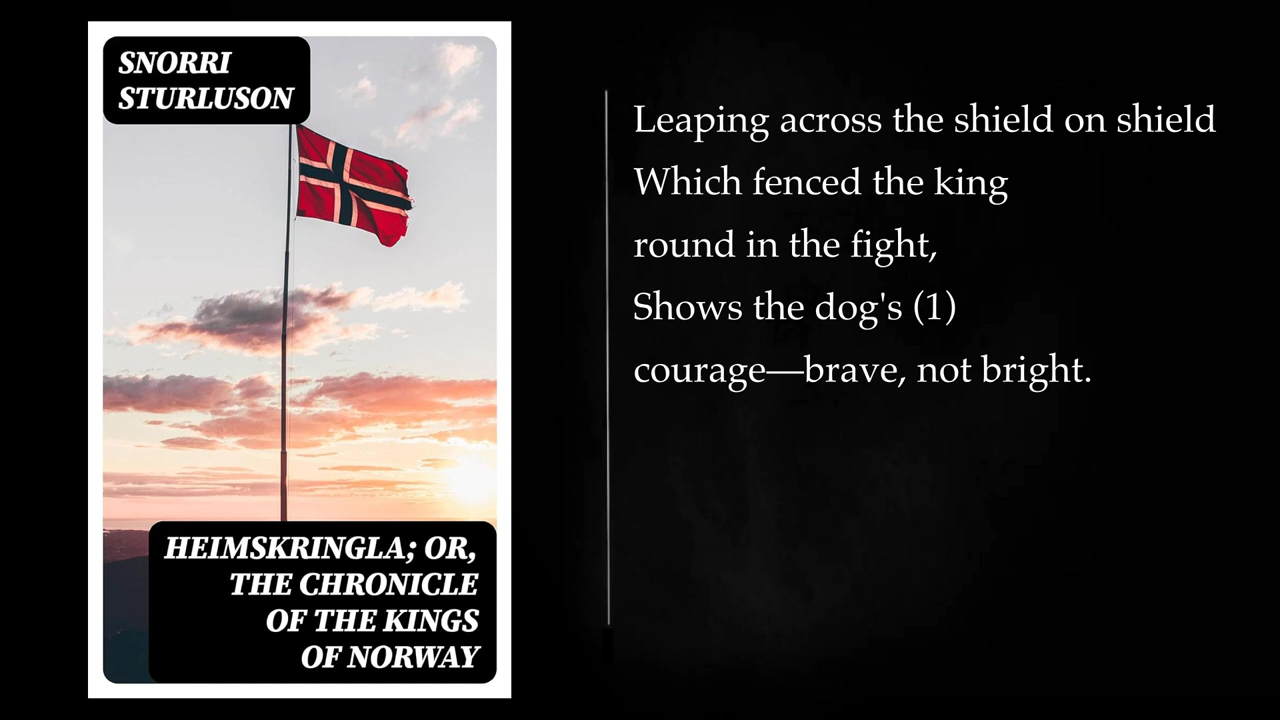 SNORRI
STURLUSON
HEIMSKRINGLA; OR,
THE CHRONICLE
OF THE KINGS
OF NORWAY
Leaping across the shield on shield
Which fenced the king
round in the fight,
Shows the dog's (1)
courage—brave, not bright.